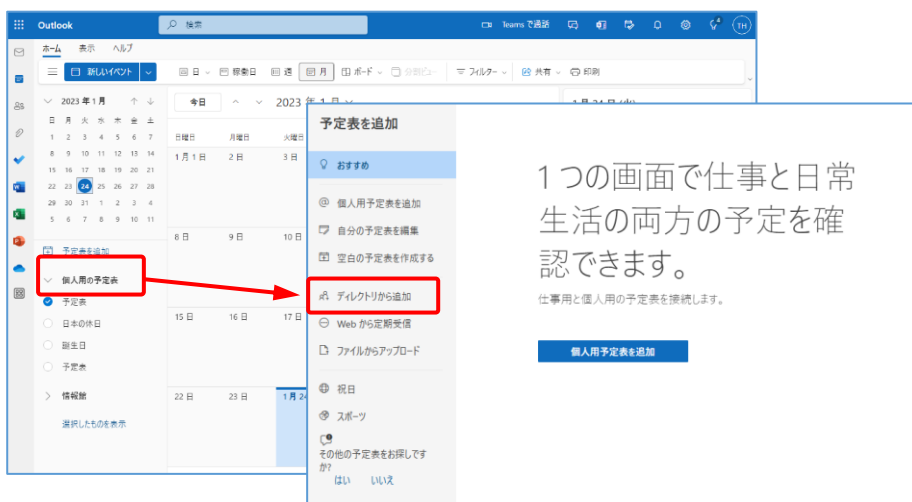 Outlook
検索
Teams で通話
TH
ホーム 表示 ヘルプ
新しいイベント
日 稼働日 週 月 ボード 分割ビュー フィルター 共有 印刷
2023 年 1 月
日 月 火 水 木 金 土
1 2 3 4 5 6 7
8 9 10 11 12 13 14
15 16 17 18 19 20 21
22 23 24 25 26 27 28
29 30 31 1 2 3 4
5 6 7 8 9 10 11
予定表を追加
個人用の予定表
予定表
日本の休日
誕生日
予定表
情報館
選択したものを表示
今日 2023 年 1 月
日曜日 月曜日 火曜日
1 月 1 日 2 日 3 日
8 日 9 日 10 日
15 日 16 日 17 日
22 日 23 日 1 月 24
1 月 24 日 (火)
予定表を追加
おすすめ
個人用予定表を追加
自分の予定表を編集
空白の予定表を作成する
ディレクトリから追加
Web から定期受信
ファイルからアップロード
祝日
スポーツ
その他の予定表をお探しです
か?
はい いいえ
1 つの画面で仕事と日常
生活の両方の予定を確
認できます。
仕事用と個人用の予定表を接続します。
個人用予定表を追加